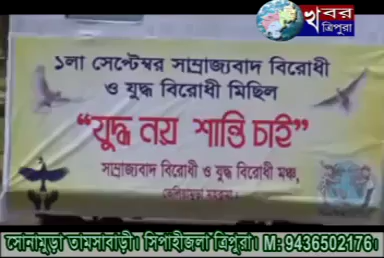 খবর
ত্রিপুরা
১লা সেপ্টেম্বর সাম্রাজ্যবাদ বিরোধী
ও যুদ্ধ বিরোধী মিছিল
“যুদ্ধ নয় শান্তি চাই”
সাম্রাজ্যবাদ বিরোধী ও যুদ্ধ বিরোধী মঞ্চ,
সোনামুড়া তামসাবাড়ী। সিপাহীজলা ত্রিপুরা। M: 9436502176।